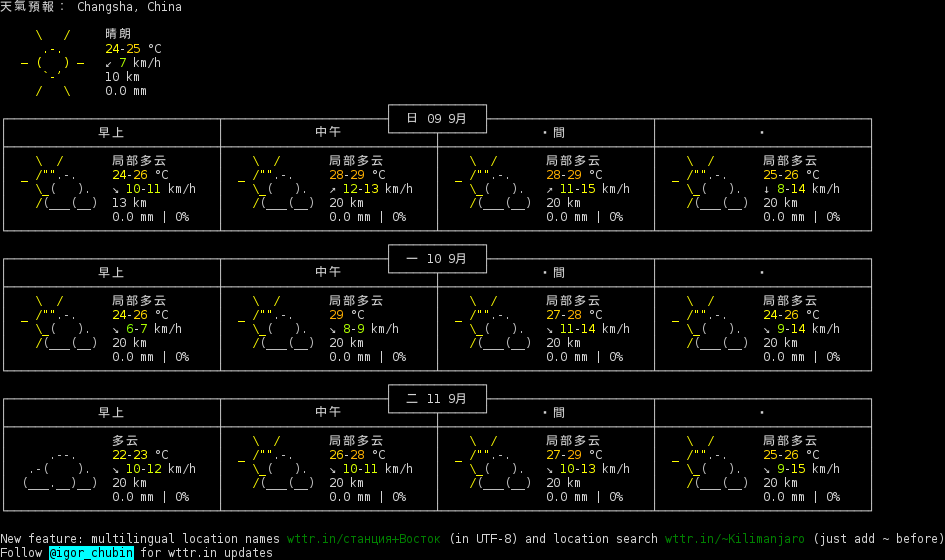 天氣預報： Changsha, China
晴朗
24-25 °C
↙ 7 km/h
10 km
0.0 mm
日 09 9月
早上 中午 間
局部多云 局部多云 局部多云 局部多云
24-26 °C 28-29 °C 28-29 °C 25-26 °C
↘ 10-11 km/h ↗ 12-13 km/h ↗ 11-15 km/h ↓ 8-14 km/h
13 km 20 km 20 km 20 km
0.0 mm | 0% 0.0 mm | 0% 0.0 mm | 0% 0.0 mm | 0%
一 10 9月
早上 中午 間
局部多云 局部多云 局部多云 局部多云
24-26 °C 29 °C 27-28 °C 24-26 °C
↘ 6-7 km/h ↘ 8-9 km/h ↘ 11-14 km/h ↘ 9-14 km/h
20 km 20 km 20 km 20 km
0.0 mm | 0% 0.0 mm | 0% 0.0 mm | 0% 0.0 mm | 0%
二 11 9月
早上 中午 間
多云 局部多云 局部多云 局部多云
22-23 °C 26-28 °C 27-29 °C 25-26 °C
↘ 10-12 km/h ↘ 10-11 km/h ↘ 10-13 km/h ↘ 9-15 km/h
20 km 20 km 20 km 20 km
0.0 mm | 0% 0.0 mm | 0% 0.0 mm | 0% 0.0 mm | 0%
New feature: multilingual location names wttr.in/станция+Восток (in UTF-8) and location search wttr.in/~Kilimanjaro (just add ~ before)
Follow @igor_chubin for wttr.in updates